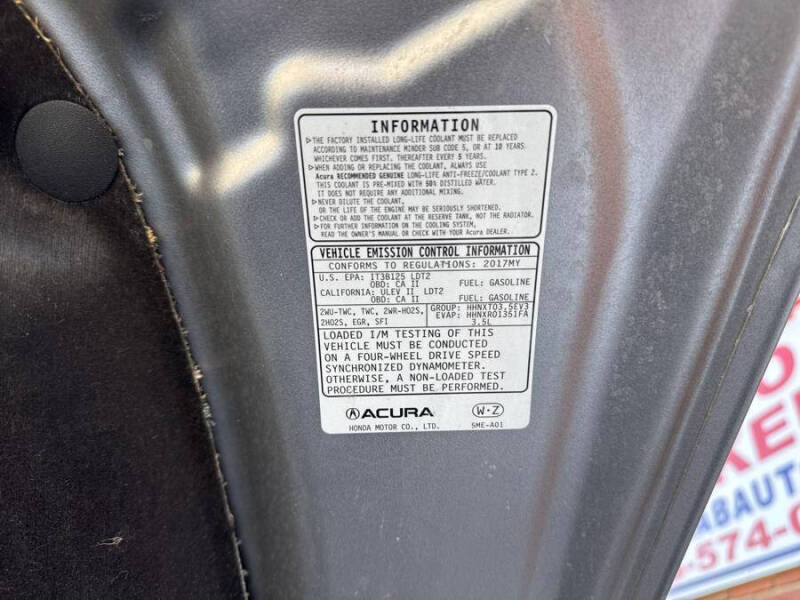 INFORMATION
▷THE FACTORY INSTALLED LONG-LIFE COOLANT MUST BE REPLACED
ACCORDING TO MAINTENANCE MINDER SUB CODE 5, OR AT 10 YEARS
WHICHEVER COMES FIRST, THEREAFTER EVERY 5 YEARS.
▷WHEN ADDING OR REPLACING THE COOLANT, ALWAYS USE
Acura RECOMMENDED GENUINE LONG-LIFE ANTI-FREEZE/COOLANT TYPE 2.
THIS COOLANT IS PRE-MIXED WITH 50% DISTILLED WATER.
IT DOES NOT REQUIRE ANY ADDITIONAL MIXING.
▷NEVER DILUTE THE COOLANT,
OR THE LIFE OF THE ENGINE MAY BE SERIOUSLY SHORTENED.
▷CHECK OR ADD THE COOLANT AT THE RESERVE TANK, NOT THE RADIATOR.
▷FOR FURTHER INFORMATION ON THE COOLING SYSTEM,
READ THE OWNER'S MANUAL OR CHECK WITH YOUR Acura DEALER.
VEHICLE EMISSION CONTROL INFORMATION
CONFORMS TO REGULATIONS: 2017MY
U.S. EPA: IT3B125 LDT2
OBD: CA II FUEL: GASOLINE
CALIFORNIA: ULEV II LDT2
OBD: CA II FUEL: GASOLINE
2WU-TWC, TWC, 2WR-HO2S,
2HO2S, EGR, SFI
GROUP: HHNXT03.5EV3
EVAP: HHNXR0135IFA
3.5L
LOADED I/M TESTING OF THIS
VEHICLE MUST BE CONDUCTED
ON A FOUR-WHEEL DRIVE SPEED
SYNCHRONIZED DYNAMOMETER.
OTHERWISE, A NON-LOADED TEST
PROCEDURE MUST BE PERFORMED.
ACURA W·Z
HONDA MOTOR CO., LTD. 5ME-A01
ABAUT
-574-0